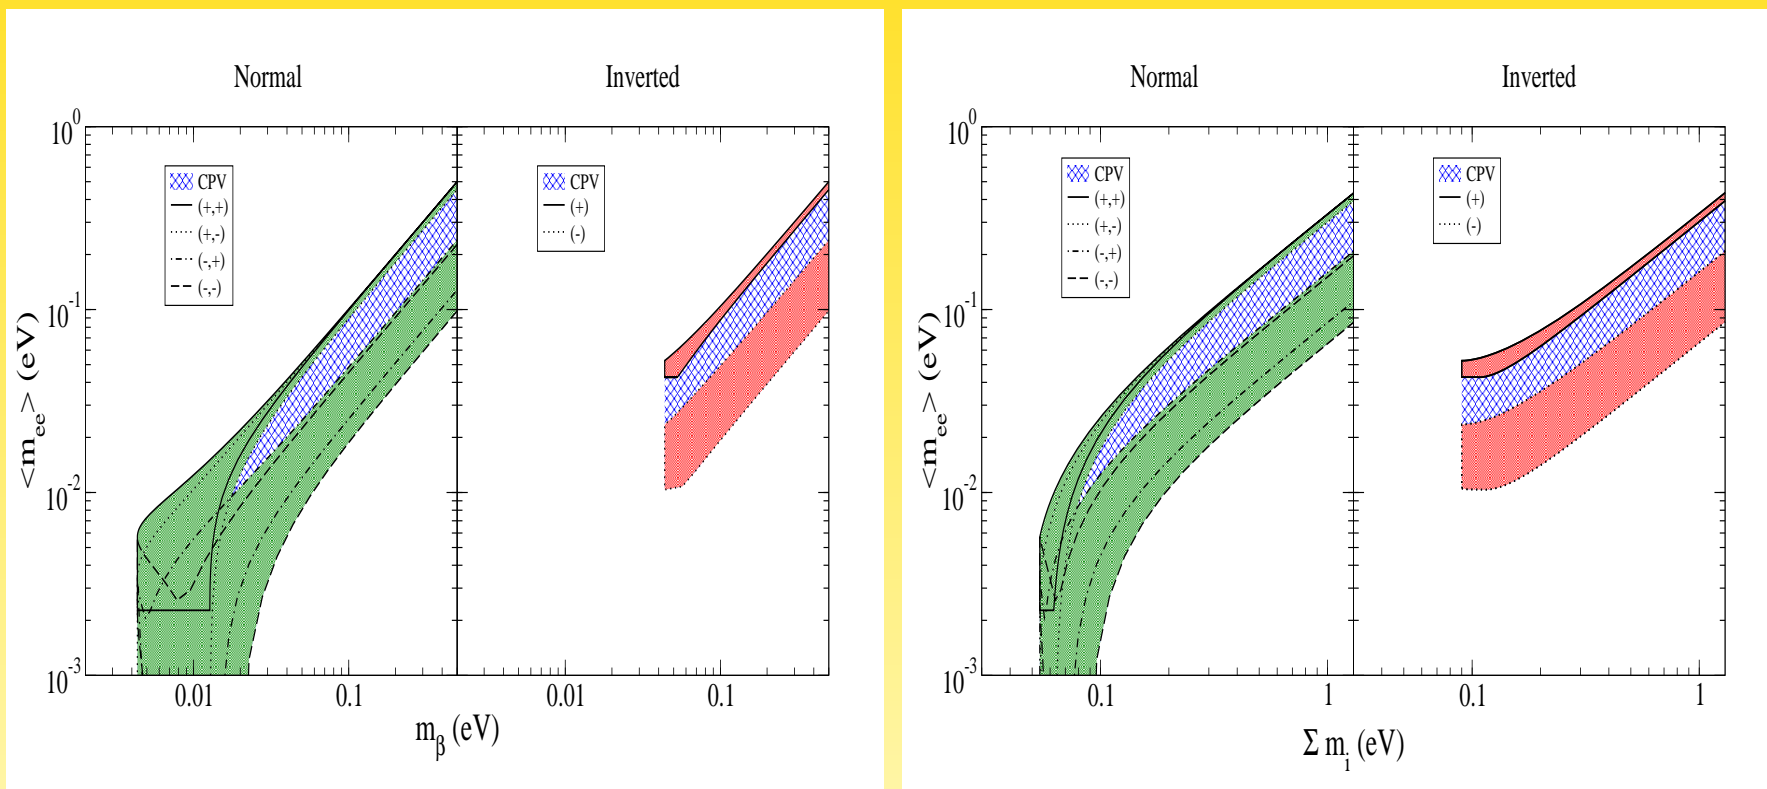 Normal
Inverted
10^0
10^-1
10^-2
10^-3
CPV
(+,+)
(+,-)
(-,+)
(-,-)
CPV
(+)
(-)
<m_ee> (eV)
0.01
0.1
0.01
0.1
m_β (eV)
Normal
Inverted
10^0
10^-1
10^-2
10^-3
CPV
(+,+)
(+,-)
(-,+)
(-,-)
CPV
(+)
(-)
<m_ee> (eV)
0.1
1
0.1
1
Σ m_i (eV)